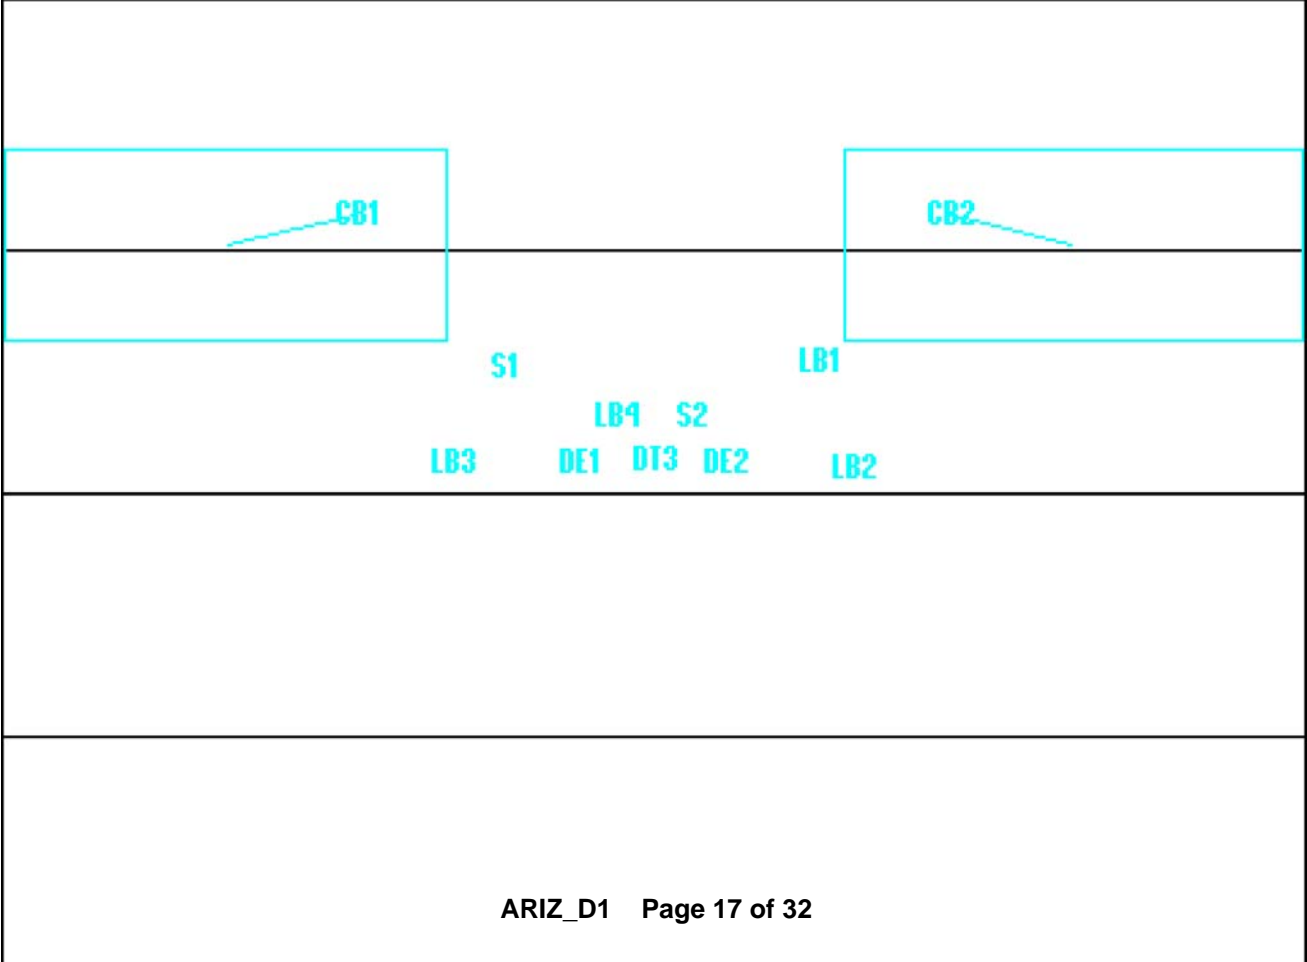 CB1 CB2
S1 LB1
LB4 S2
LB3 DE1 DT3 DE2 LB2
ARIZ_D1 Page 17 of 32